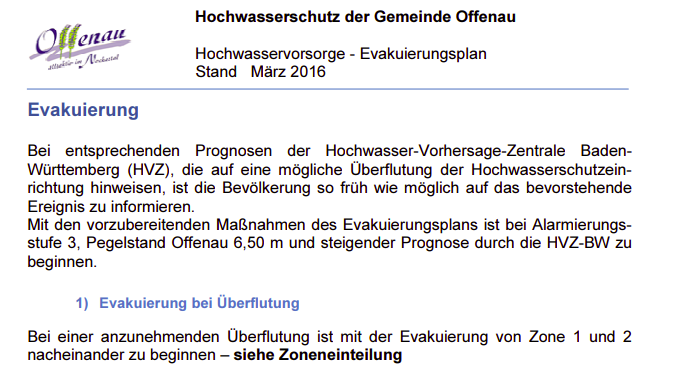 Offenau
attraktiv im Neckartal
Hochwasserschutz der Gemeinde Offenau
Hochwasservorsorge - Evakuierungsplan
Stand März 2016
Evakuierung
Bei entsprechenden Prognosen der Hochwasser-Vorhersage-Zentrale Baden-
Württemberg (HVZ), die auf eine mögliche Überflutung der Hochwasserschutzein-
richtung hinweisen, ist die Bevölkerung so früh wie möglich auf das bevorstehende
Ereignis zu informieren.
Mit den vorzubereitenden Maßnahmen des Evakuierungsplans ist bei Alarmierungs-
stufe 3, Pegelstand Offenau 6,50 m und steigender Prognose durch die HVZ-BW zu
beginnen.
1) Evakuierung bei Überflutung
Bei einer anzunehmenden Überflutung ist mit der Evakuierung von Zone 1 und 2
nacheinander zu beginnen – siehe Zoneneinteilung